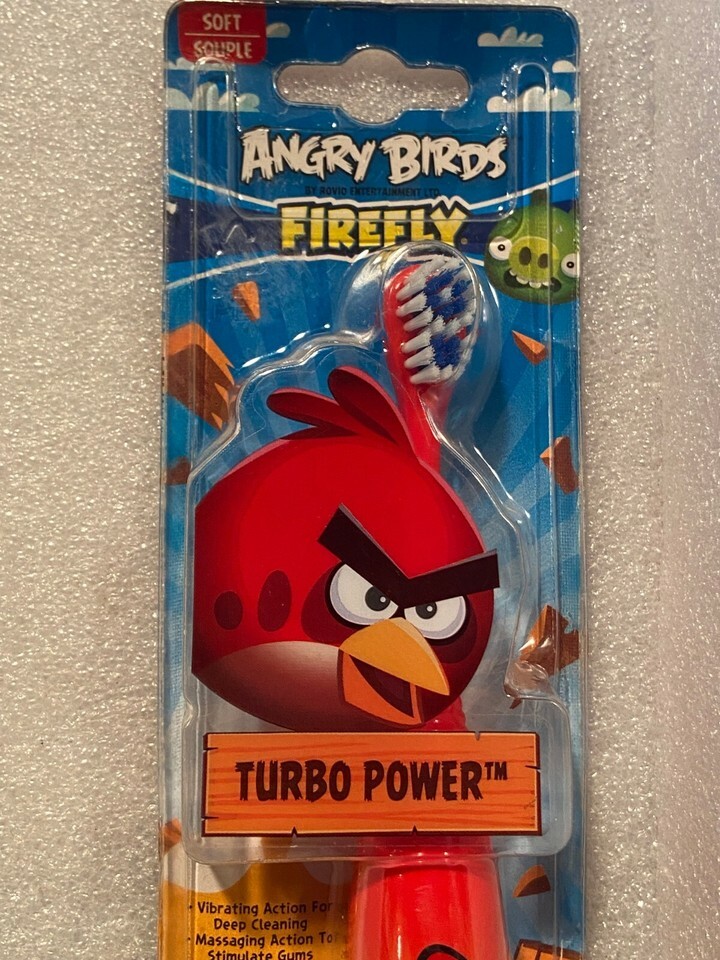 SOFT
SOUPLE
ANGRY BIRDS
BY ROVIO ENTERTAINMENT LTD.
FIREFLY®
TURBO POWER™
• Vibrating Action For
Deep Cleaning
• Massaging Action To
Stimulate Gums